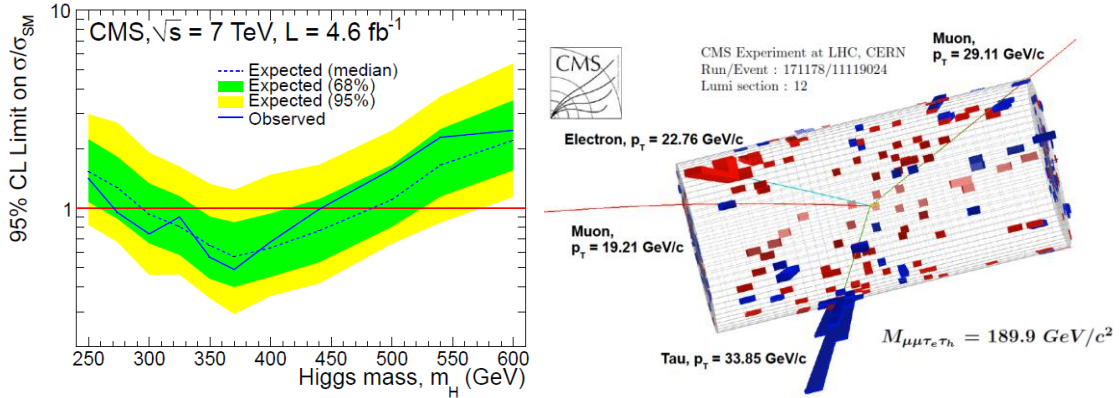 CMS, √s = 7 TeV, L = 4.6 fb⁻¹
Expected (median)
Expected (68%)
Expected (95%)
Observed
95% CL Limit on σ/σSM
10
1
250 300 350 400 450 500 550 600
Higgs mass, mH (GeV)
CMS
CMS Experiment at LHC, CERN
Run/Event : 171178/11119024
Lumi section : 12
Muon,
pT = 29.11 GeV/c
Electron, pT = 22.76 GeV/c
Muon,
pT = 19.21 GeV/c
Tau, pT = 33.85 GeV/c
Mμμτeτh = 189.9 GeV/c²